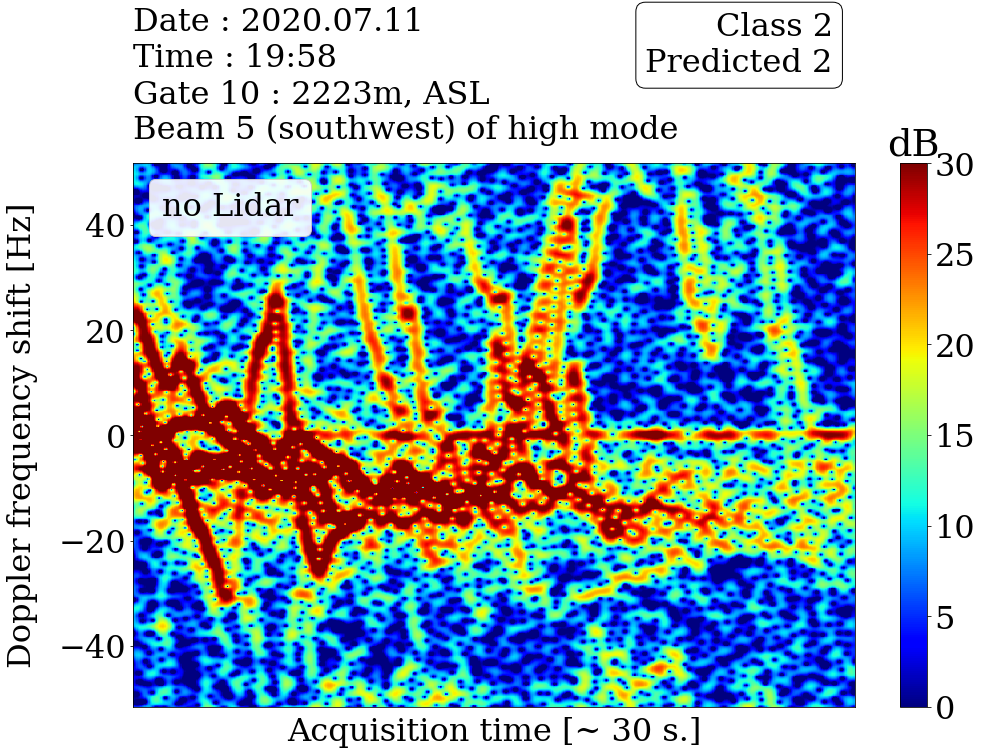 Date : 2020.07.11
Time : 19:58
Gate 10 : 2223m, ASL
Beam 5 (southwest) of high mode
Class 2
Predicted 2
dB
no Lidar
Doppler frequency shift [Hz]
40
20
0
−20
−40
Acquisition time [~ 30 s.]
30
25
20
15
10
5
0